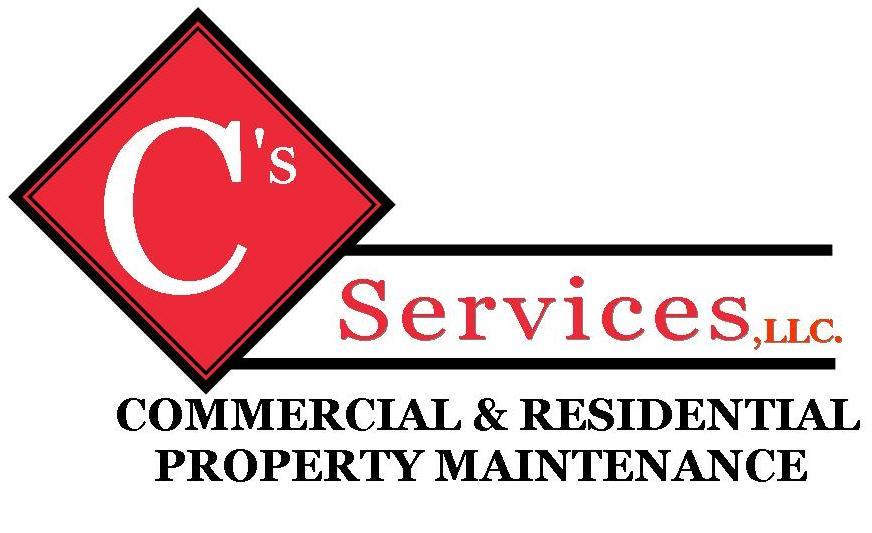 C's
Services,LLC.
COMMERCIAL & RESIDENTIAL
PROPERTY MAINTENANCE